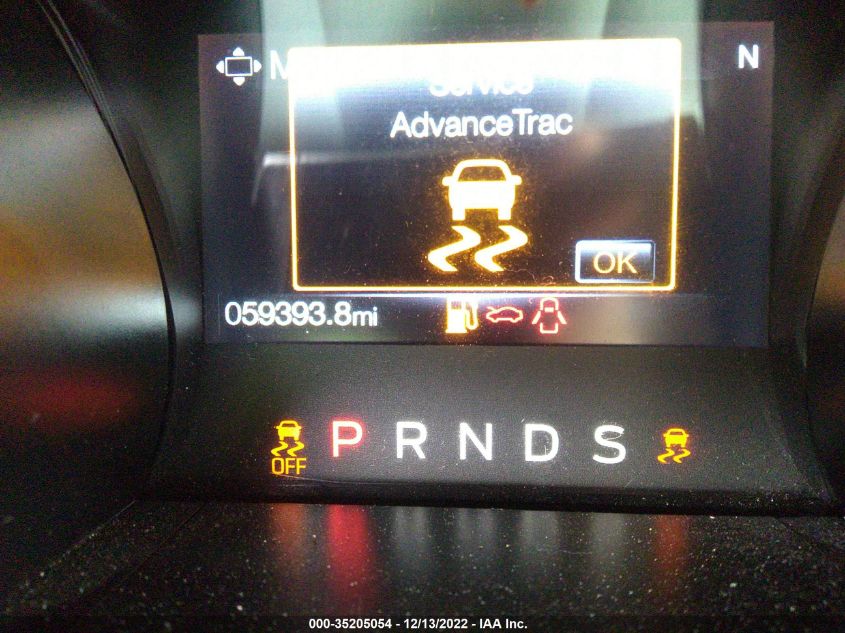 N
Service
AdvanceTrac
OK
059393.8mi
OFF P R N D S
000-35205054 - 12/13/2022 - IAA Inc.